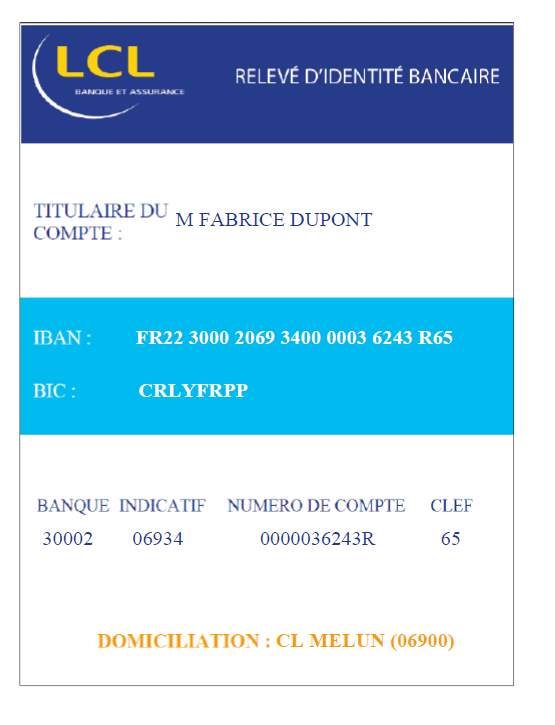 LCL
BANQUE ET ASSURANCE
RELEVÉ D'IDENTITÉ BANCAIRE
TITULAIRE DU COMPTE : M FABRICE DUPONT
IBAN : FR22 3000 2069 3400 0003 6243 R65
BIC : CRLYFRPP
BANQUE INDICATIF NUMERO DE COMPTE CLEF
30002 06934 0000036243R 65
DOMICILIATION : CL MELUN (06900)